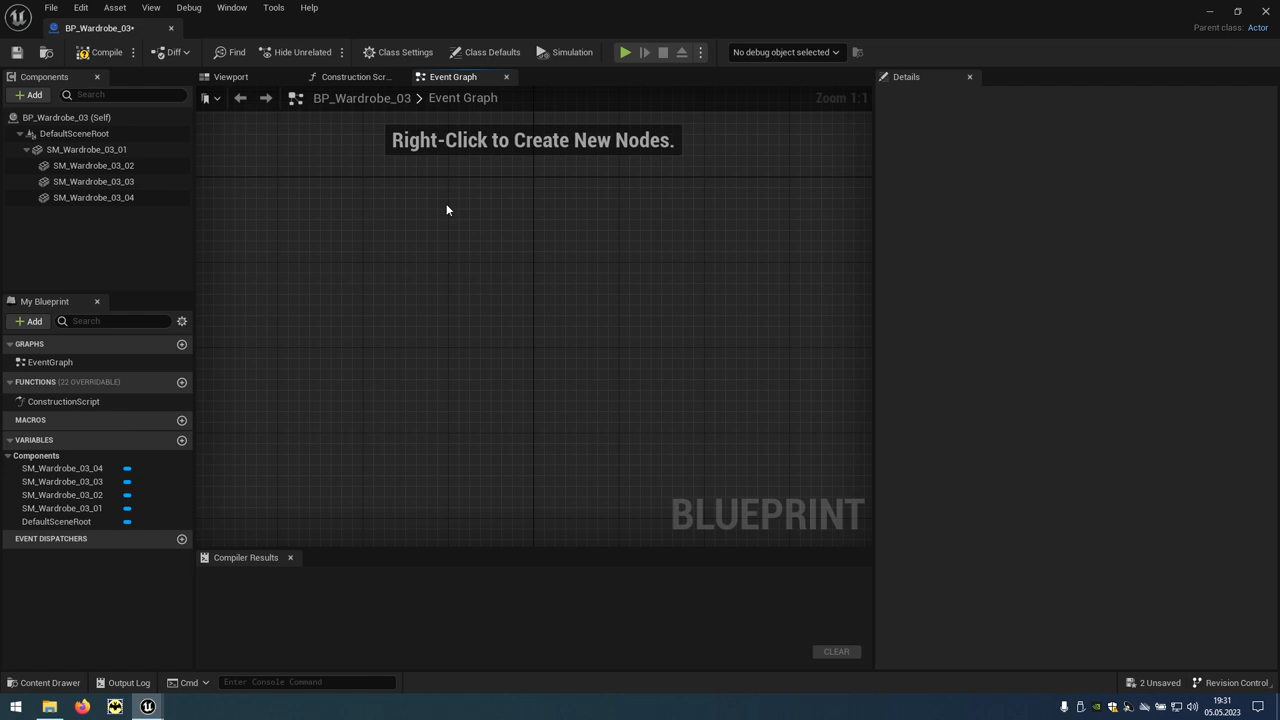 File Edit Asset View Debug Window Tools Help
BP_Wardrobe_03•
Parent class: Actor
Compile Diff Find Hide Unrelated Class Settings Class Defaults Simulation No debug object selected
Components Viewport Construction Scr... Event Graph Details
Add Search BP_Wardrobe_03 > Event Graph Zoom 1:1
BP_Wardrobe_03 (Self)
DefaultSceneRoot
SM_Wardrobe_03_01
SM_Wardrobe_03_02
SM_Wardrobe_03_03
SM_Wardrobe_03_04
Right-Click to Create New Nodes.
My Blueprint
Add Search
GRAPHS
EventGraph
FUNCTIONS (22 OVERRIDABLE)
ConstructionScript
MACROS
VARIABLES
Components
SM_Wardrobe_03_04
SM_Wardrobe_03_03
SM_Wardrobe_03_02
SM_Wardrobe_03_01
DefaultSceneRoot
EVENT DISPATCHERS
BLUEPRINT
Compiler Results
CLEAR
Content Drawer Output Log Cmd Enter Console Command 2 Unsaved Revision Control
19:31
05.05.2023